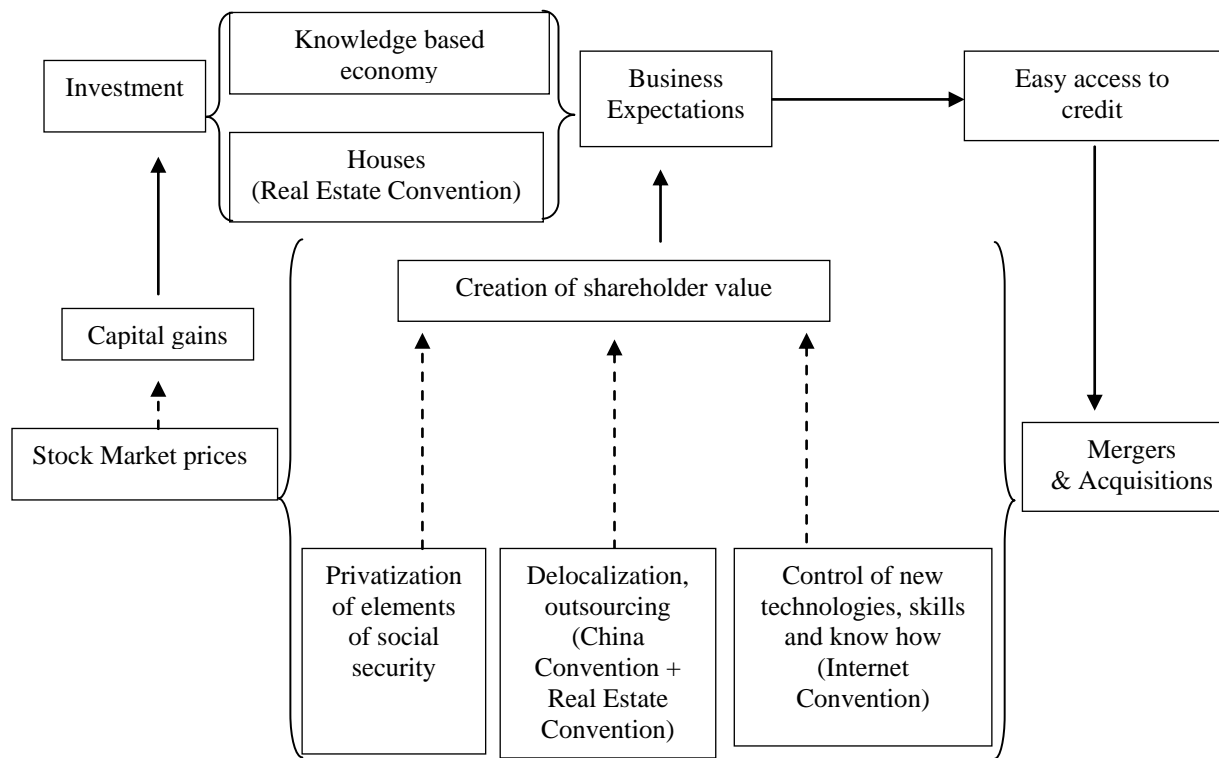 Knowledge based
economy
Investment
Business
Expectations
Easy access to
credit
Houses
(Real Estate Convention)
Creation of shareholder value
Capital gains
Stock Market prices
Mergers
& Acquisitions
Privatization
of elements
of social
security
Delocalization,
outsourcing
(China
Convention +
Real Estate
Convention)
Control of new
technologies, skills
and know how
(Internet
Convention)